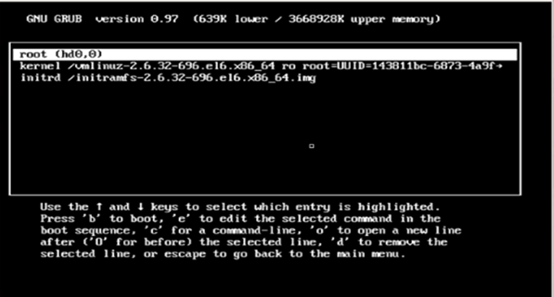 GNU GRUB version 0.97 (639K lower / 3668928K upper memory)
root (hd0,0)
kernel /vmlinuz-2.6.32-696.el6.x86_64 ro root=UUID=143811bc-6873-4a9f→
initrd /initramfs-2.6.32-696.el6.x86_64.img
Use the ↑ and ↓ keys to select which entry is highlighted.
Press 'b' to boot, 'e' to edit the selected command in the
boot sequence, 'c' for a command-line, 'o' to open a new line
after ('O' for before) the selected line, 'd' to remove the
selected line, or escape to go back to the main menu.